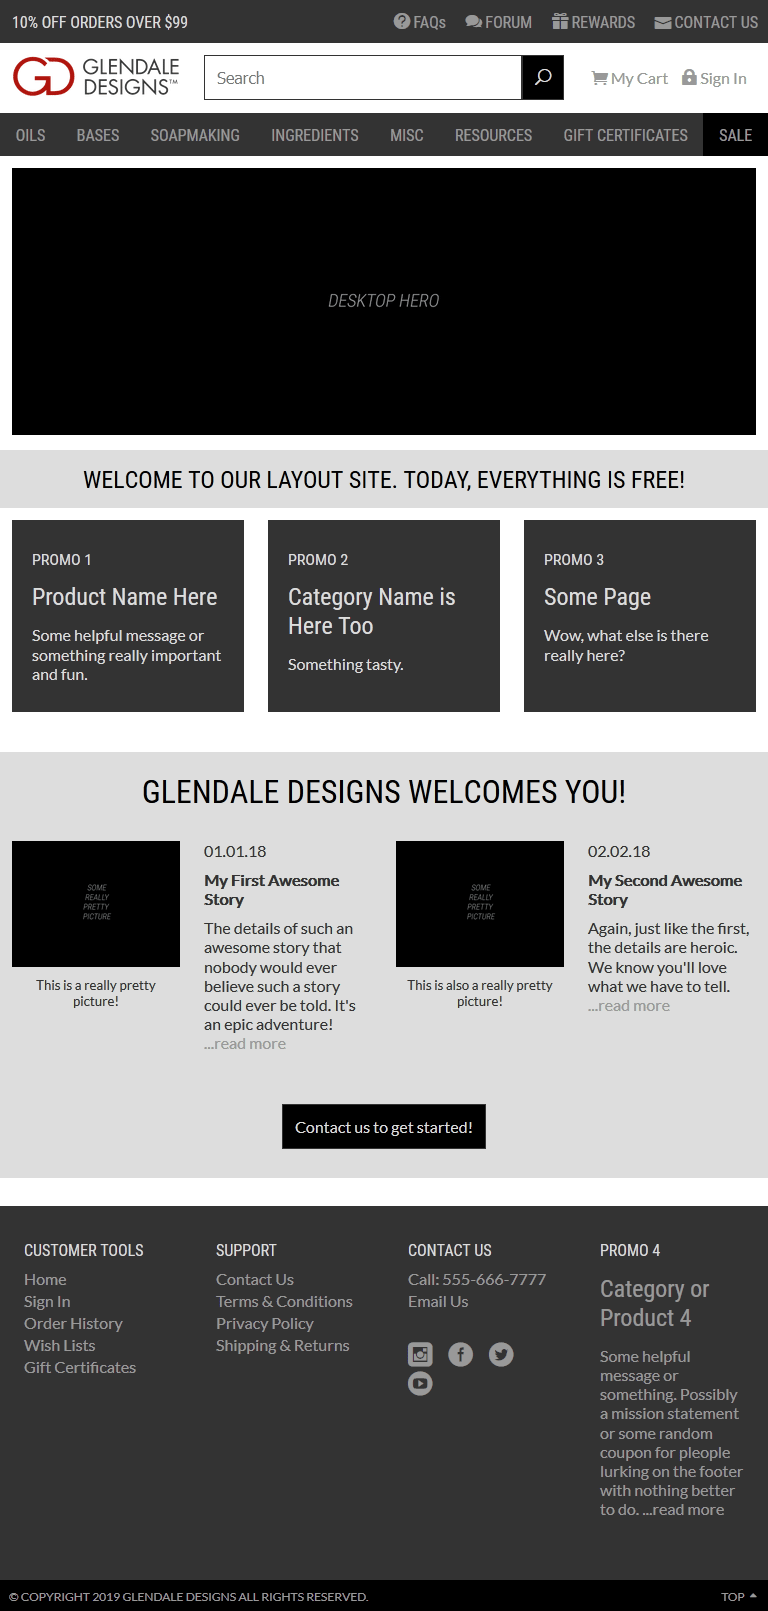 10% OFF ORDERS OVER $99
FAQs FORUM REWARDS CONTACT US
GD GLENDALE
DESIGNS™
Search
My Cart Sign In
OILS BASES SOAPMAKING INGREDIENTS MISC RESOURCES GIFT CERTIFICATES SALE
DESKTOP HERO
WELCOME TO OUR LAYOUT SITE. TODAY, EVERYTHING IS FREE!
PROMO 1
Product Name Here
Some helpful message or
something really important
and fun.
PROMO 2
Category Name is
Here Too
Something tasty.
PROMO 3
Some Page
Wow, what else is there
really here?
GLENDALE DESIGNS WELCOMES YOU!
SOME
REALLY
PRETTY
PICTURE
This is a really pretty
picture!
01.01.18
My First Awesome
Story
The details of such an
awesome story that
nobody would ever
believe such a story
could ever be told. It's
an epic adventure!
...read more
SOME
REALLY
PRETTY
PICTURE
This is also a really pretty
picture!
02.02.18
My Second Awesome
Story
Again, just like the first,
the details are heroic.
We know you'll love
what we have to tell.
...read more
Contact us to get started!
CUSTOMER TOOLS
Home
Sign In
Order History
Wish Lists
Gift Certificates
SUPPORT
Contact Us
Terms & Conditions
Privacy Policy
Shipping & Returns
CONTACT US
Call: 555-666-7777
Email Us
PROMO 4
Category or
Product 4
Some helpful
message or
something. Possibly
a mission statement
or some random
coupon for pleople
lurking on the footer
with nothing better
to do. ...read more
© COPYRIGHT 2019 GLENDALE DESIGNS ALL RIGHTS RESERVED.
TOP